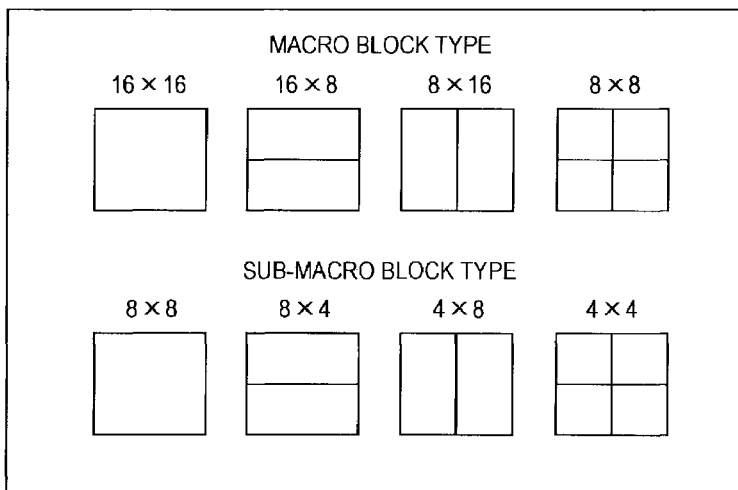 MACRO BLOCK TYPE
16 × 16 16 × 8 8 × 16 8 × 8
SUB-MACRO BLOCK TYPE
8 × 8 8 × 4 4 × 8 4 × 4